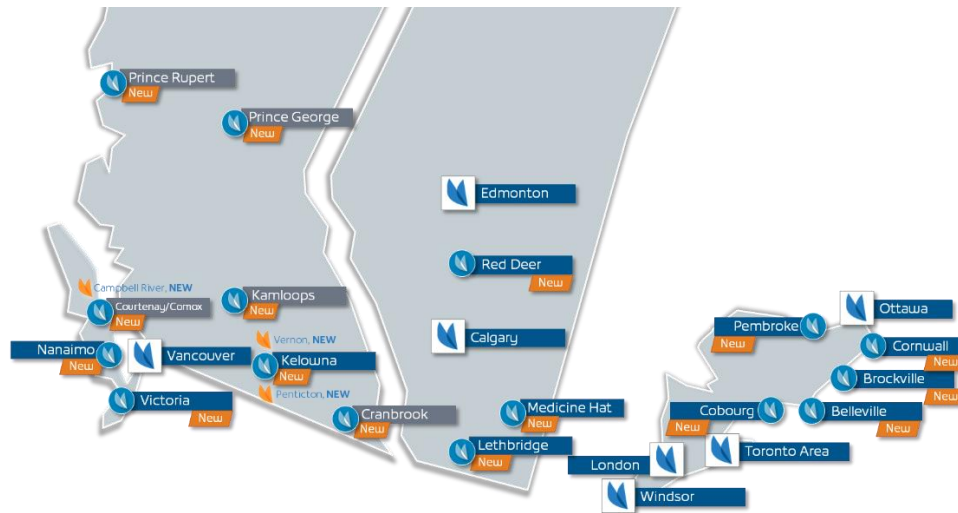 Prince Rupert
New
Prince George
New
Edmonton
Red Deer
New
Campbell River, NEW
Courtenay/Comox
New
Kamloops
New
Vernon, NEW
Kelowna
New
Penticton, NEW
Nanaimo
New
Vancouver
Victoria
New
Cranbrook
New
Calgary
Medicine Hat
New
Lethbridge
New
Ottawa
Pembroke
New
Cornwall
New
Brockville
New
Cobourg
New
Belleville
New
Toronto Area
London
Windsor